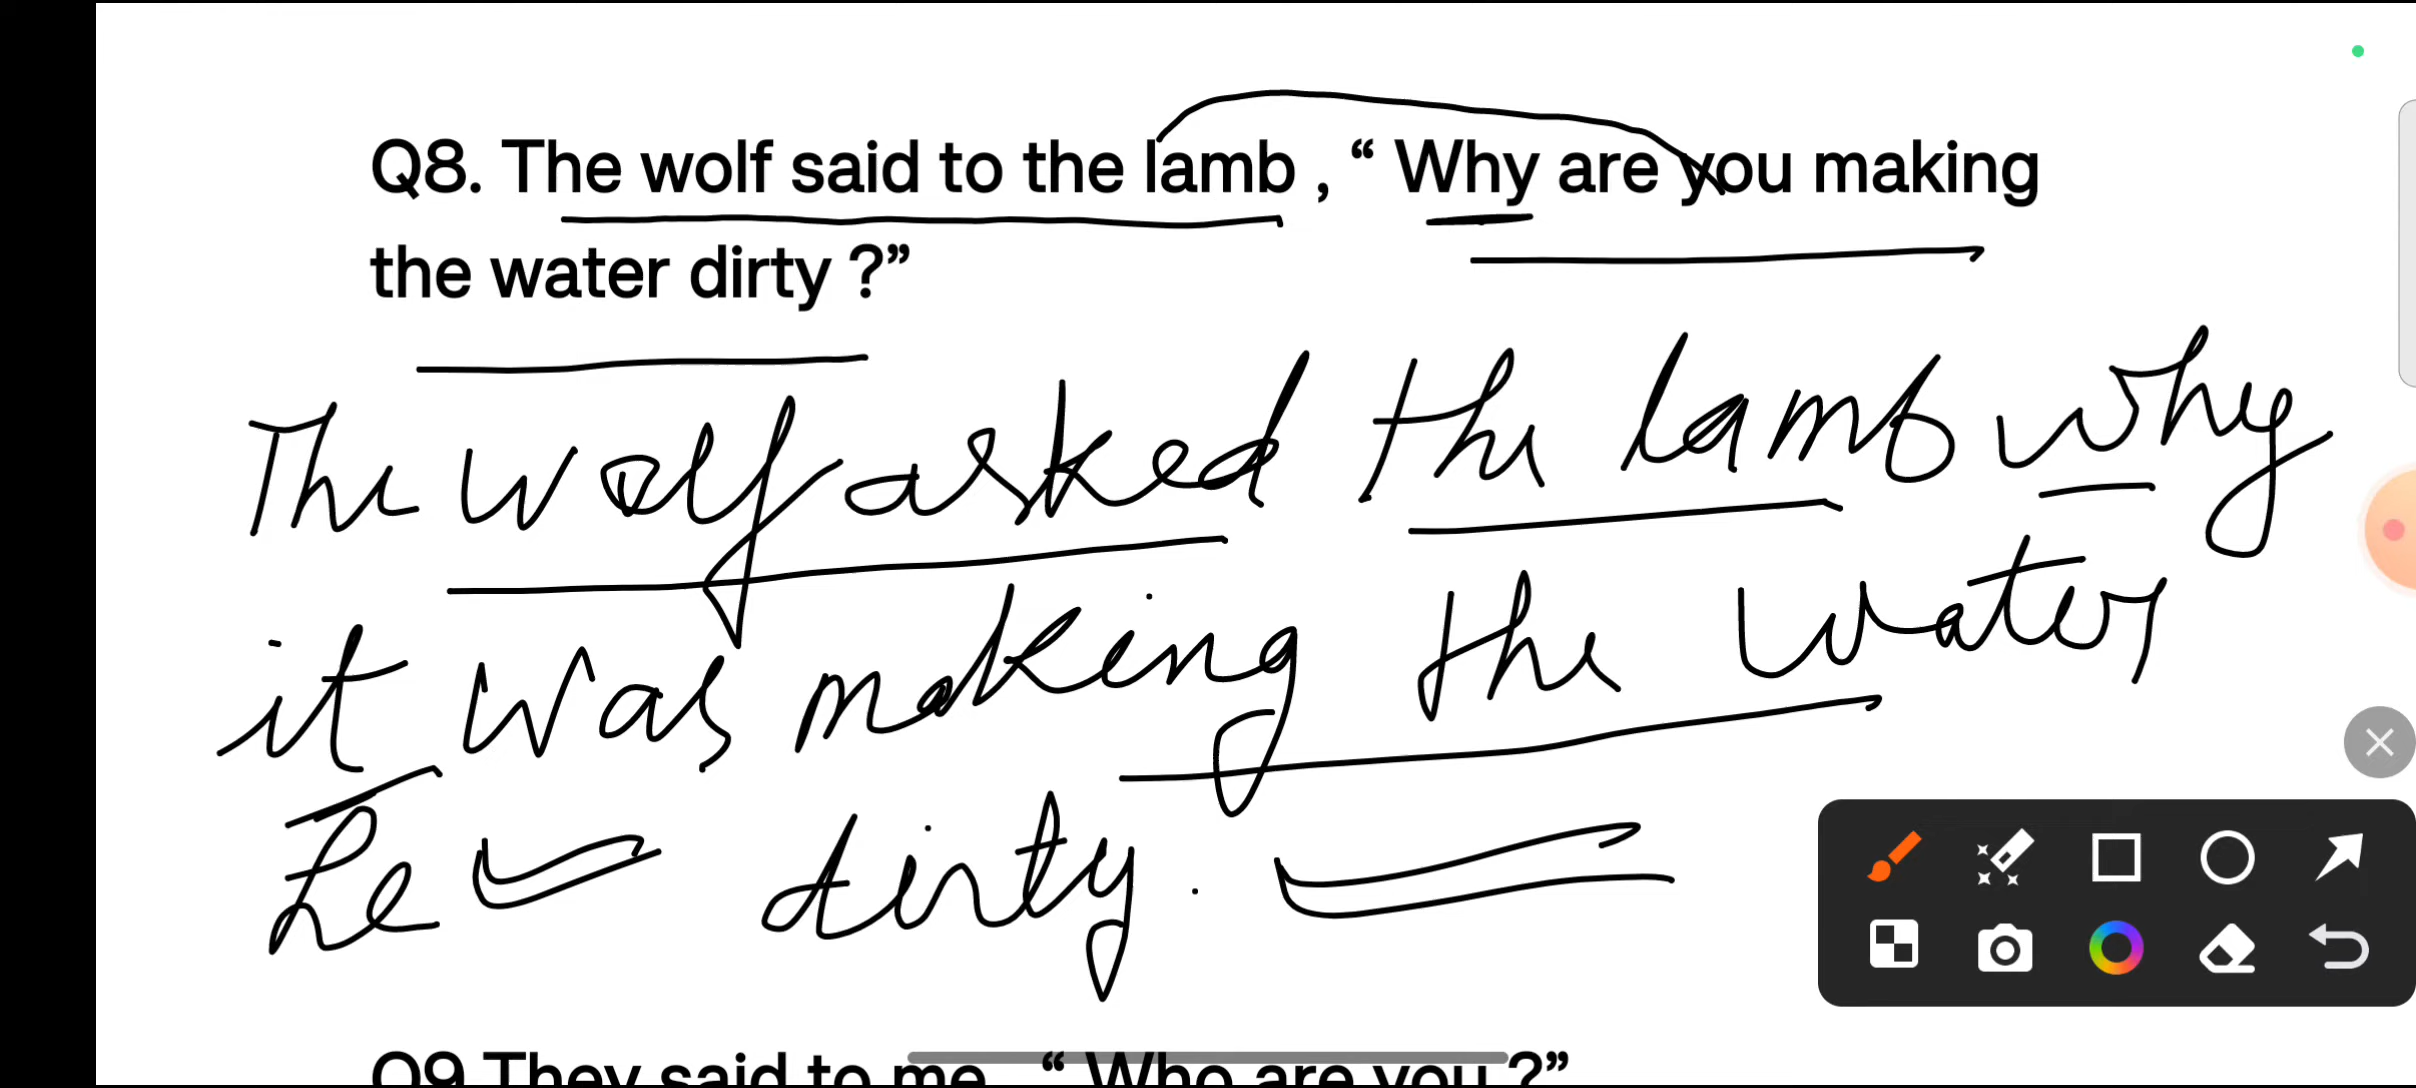 Q8. The wolf said to the lamb , “ Why are you making
the water dirty ?”
The wolf asked the lamb why
it was making the water
he dirty .
Q9 They said to me “ Who are you ?”